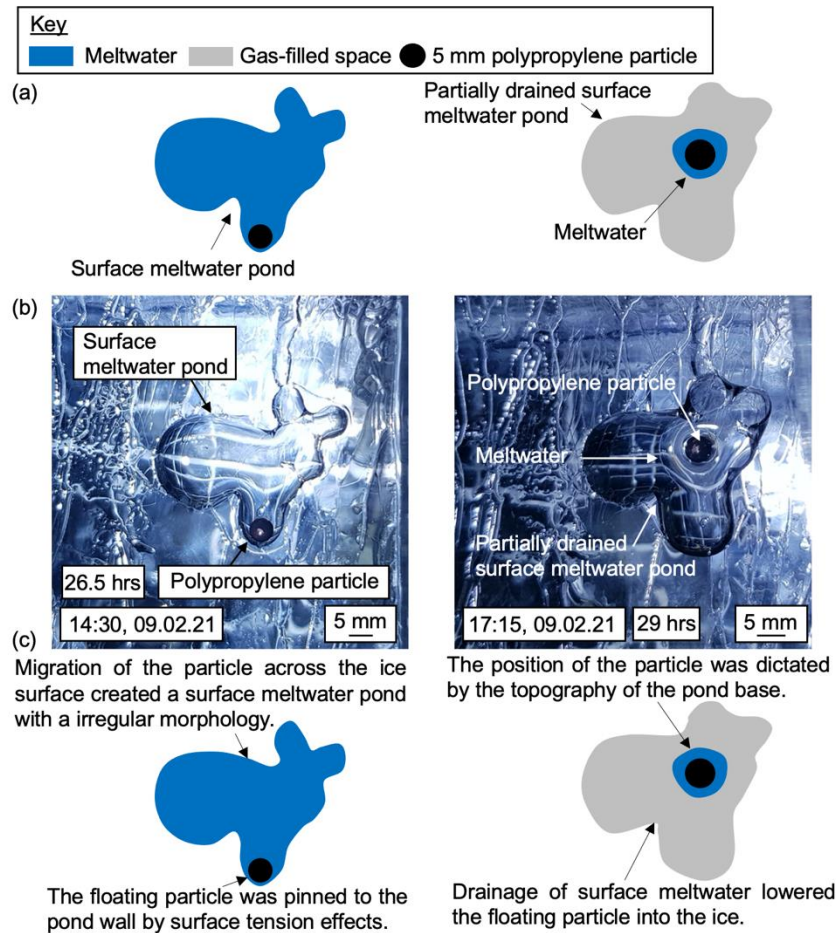 Key
Meltwater
Gas-filled space
5 mm polypropylene particle
(a)
Surface meltwater pond
Partially drained surface
meltwater pond
Meltwater
(b)
Surface
meltwater pond
Polypropylene particle
26.5 hrs
14:30, 09.02.21
5 mm
Polypropylene particle
Meltwater
Partially drained
surface meltwater pond
17:15, 09.02.21
29 hrs
5 mm
(c)
Migration of the particle across the ice
surface created a surface meltwater pond
with a irregular morphology.
The floating particle was pinned to the
pond wall by surface tension effects.
The position of the particle was dictated
by the topography of the pond base.
Drainage of surface meltwater lowered
the floating particle into the ice.